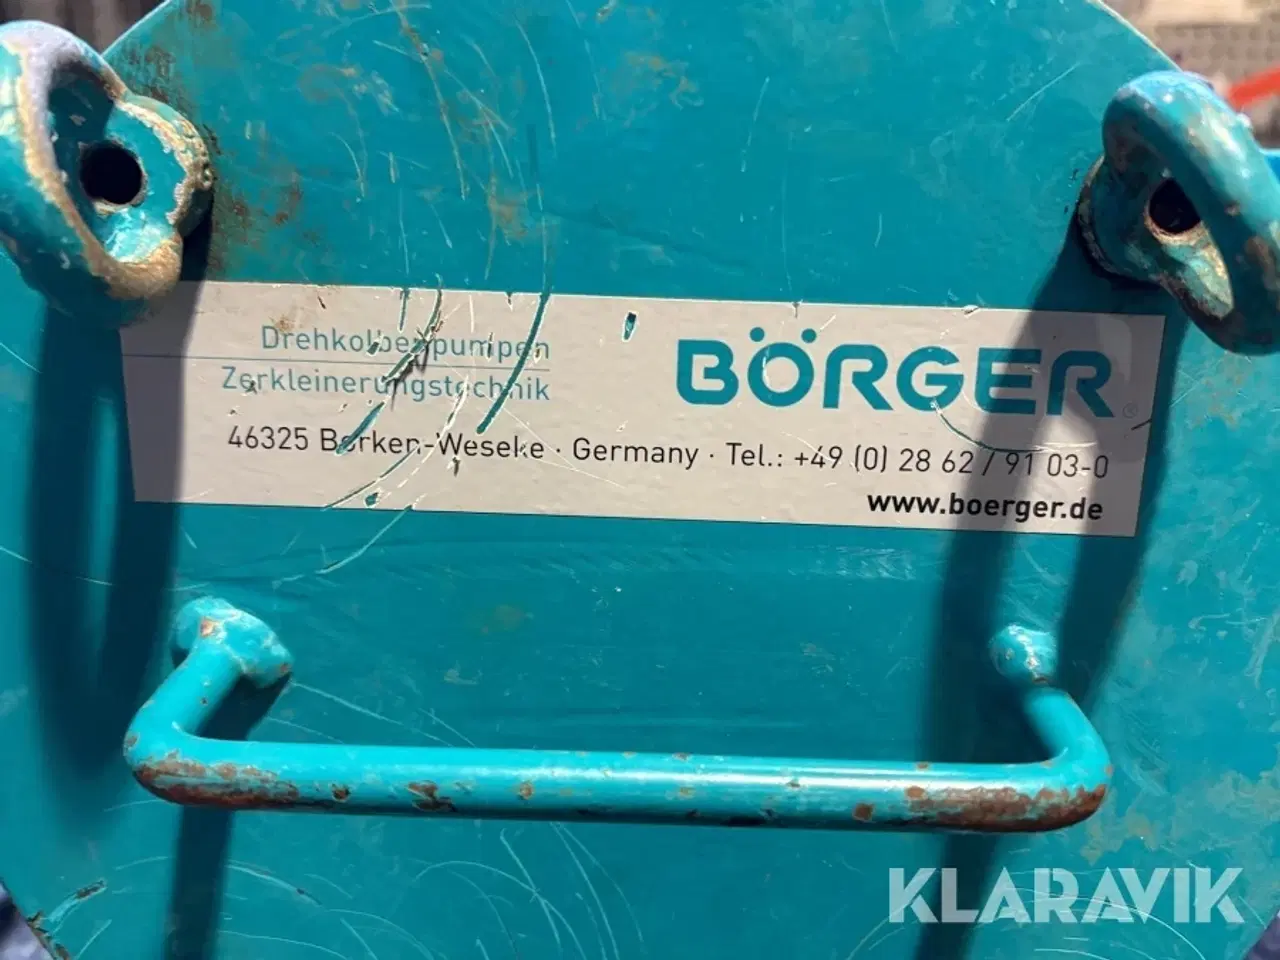 Drehkolbenpumpen
Zerkleinerungstechnik
BÖRGER®
46325 Borken-Weseke · Germany · Tel.: +49 (0) 28 62 / 91 03-0
www.boerger.de
KLARAVIK